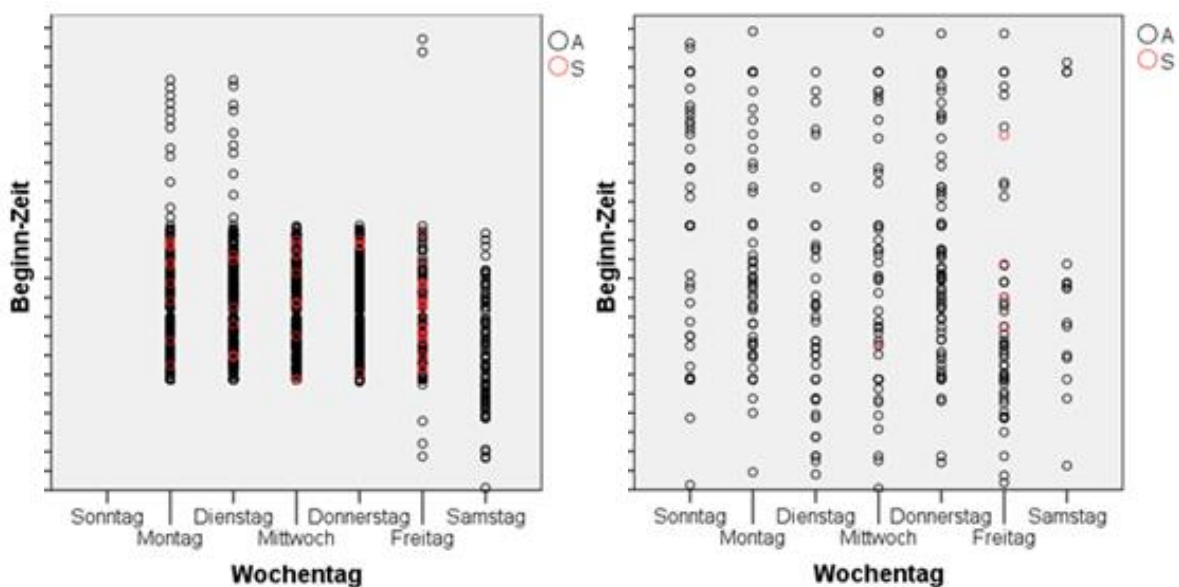 A
S
Beginn-Zeit
Sonntag
Montag
Dienstag
Mittwoch
Donnerstag
Freitag
Samstag
Wochentag
A
S
Beginn-Zeit
Sonntag
Montag
Dienstag
Mittwoch
Donnerstag
Freitag
Samstag
Wochentag